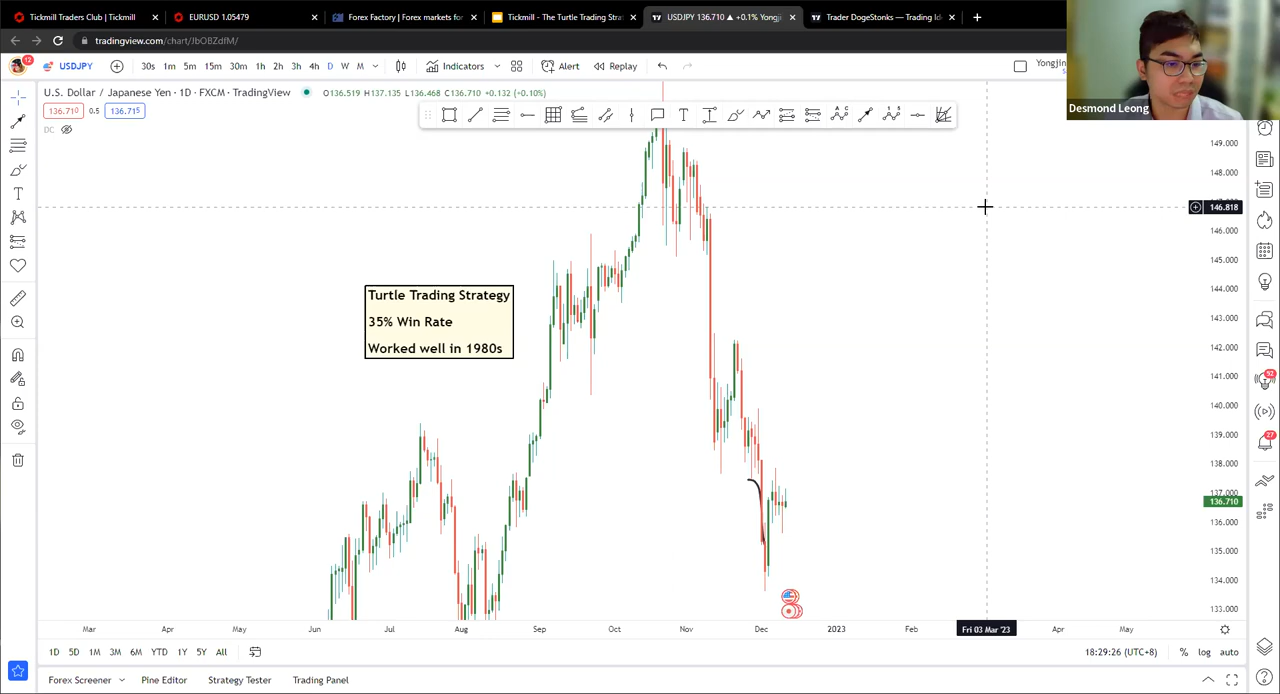 Tickmill Traders Club | Tickmill
EURUSD 1.05479
Forex Factory | Forex markets for
Tickmill - The Turtle Trading Stra
USDJPY 136.710 ▲ +0.1% Yongji
Trader DogeStonks — Trading Id
tradingview.com/chart/JbOBZdfM/
12
USDJPY
30s 1m 5m 15m 30m 1h 2h 3h 4h D W M
Indicators
Alert
Replay
Yongjin
Desmond Leong
U.S. Dollar / Japanese Yen · 1D · FXCM · TradingView
O136.519 H137.135 L136.468 C136.710 +0.132 (+0.10%)
136.710 0.5 136.715
DC
149.000
148.000
146.818
146.000
145.000
144.000
143.000
142.000
141.000
140.000
139.000
138.000
137.000
136.710
136.000
135.000
134.000
133.000
Turtle Trading Strategy
35% Win Rate
Worked well in 1980s
52
27
Mar Apr May Jun Jul Aug Sep Oct Nov Dec 2023 Feb Fri 03 Mar '23 Apr May
1D 5D 1M 3M 6M YTD 1Y 5Y All
18:29:26 (UTC+8) % log auto
Forex Screener Pine Editor Strategy Tester Trading Panel